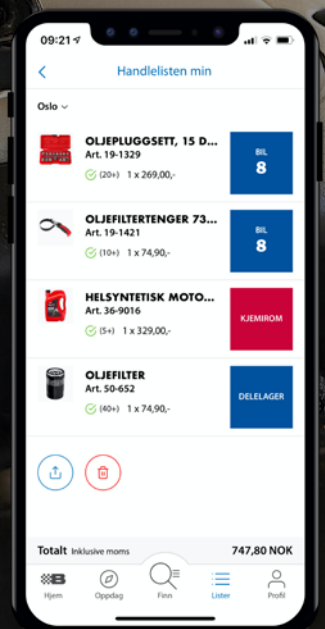 09:21
Handlelisten min
Oslo
OLJEPLUGGSETT, 15 D...
Art. 19-1329
(20+) 1 x 269,00,-
BIL
8
OLJEFILTERTENGER 73...
Art. 19-1421
(10+) 1 x 74,90,-
BIL
8
HELSYNTETISK MOTO...
Art. 36-9016
(5+) 1 x 329,00,-
KJEMIROM
OLJEFILTER
Art. 50-652
(40+) 1 x 74,90,-
DELELAGER
Totalt Inklusive moms 747,80 NOK
B
Hjem Oppdag Finn Lister Profil